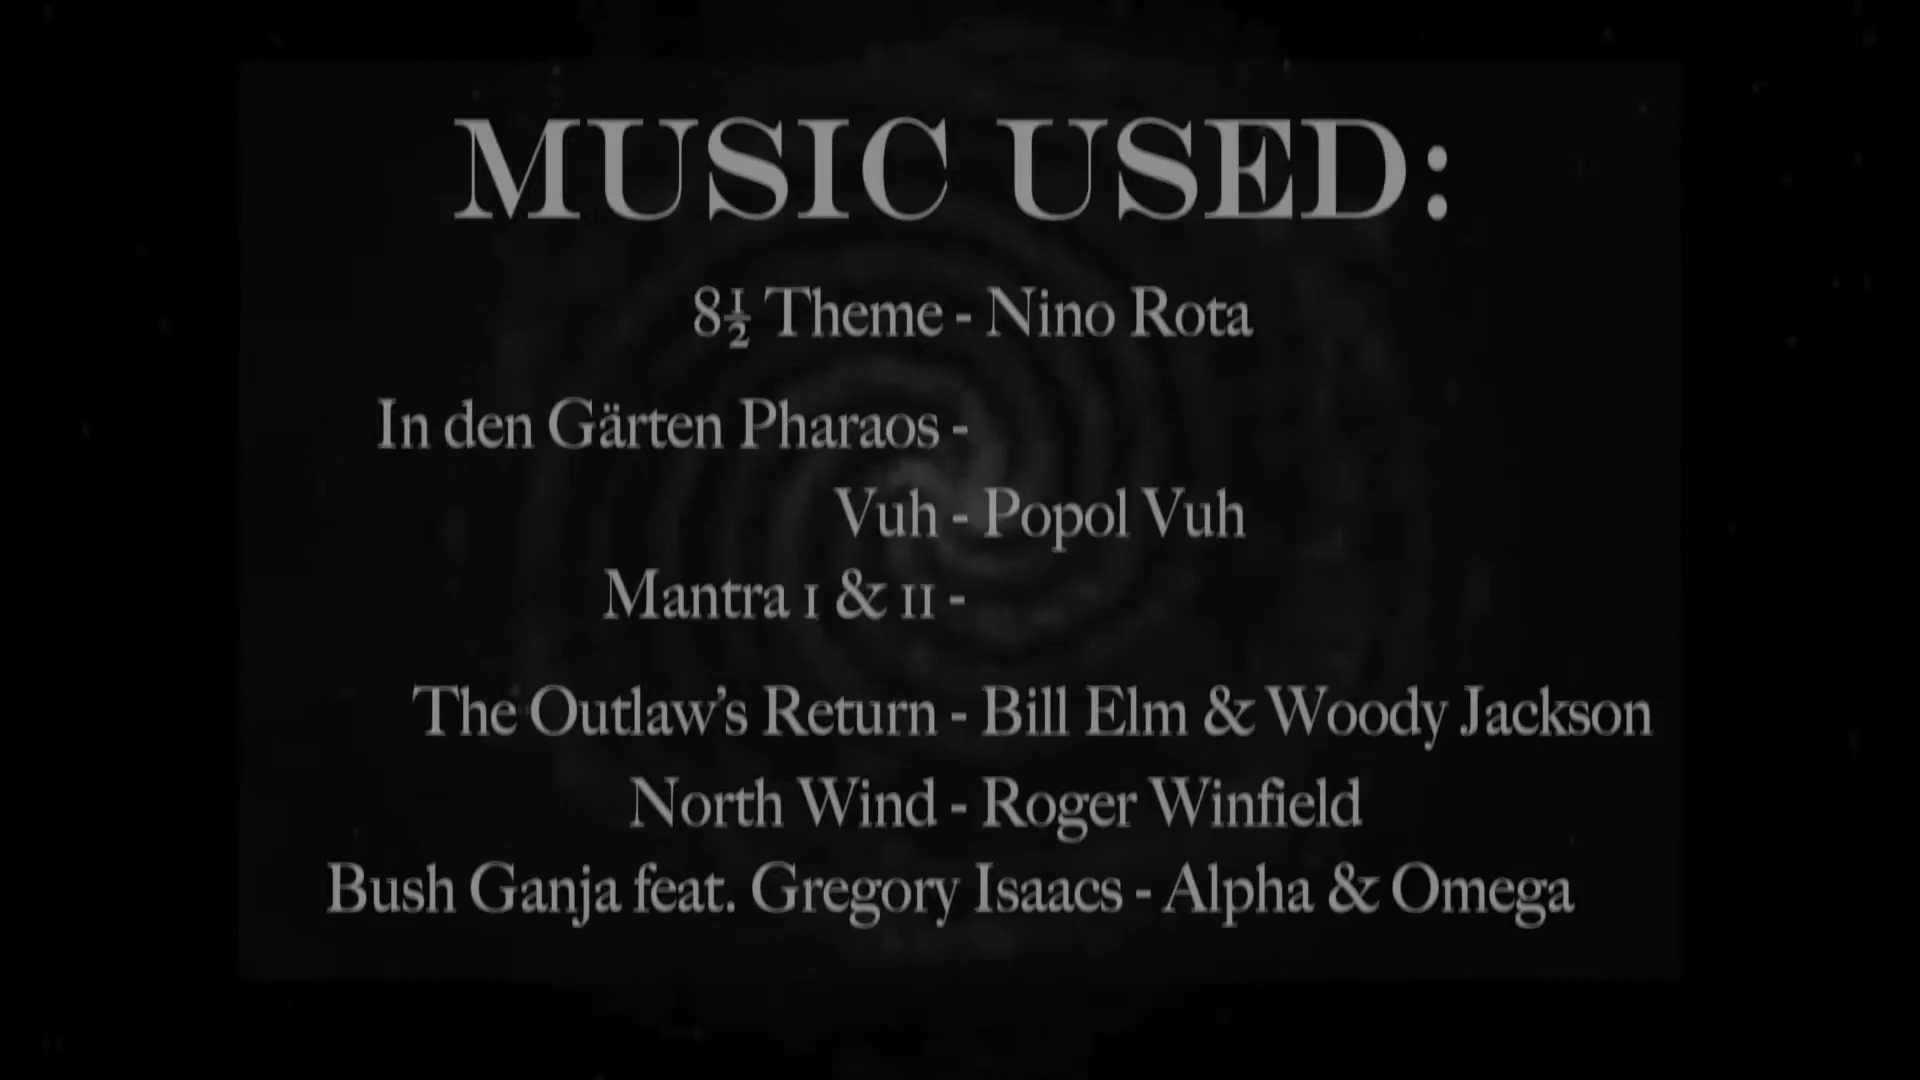 MUSIC USED:
8½ Theme - Nino Rota
In den Gärten Pharaos -
Vuh - Popol Vuh
Mantra I & II -
The Outlaw's Return - Bill Elm & Woody Jackson
North Wind - Roger Winfield
Bush Ganja feat. Gregory Isaacs - Alpha & Omega